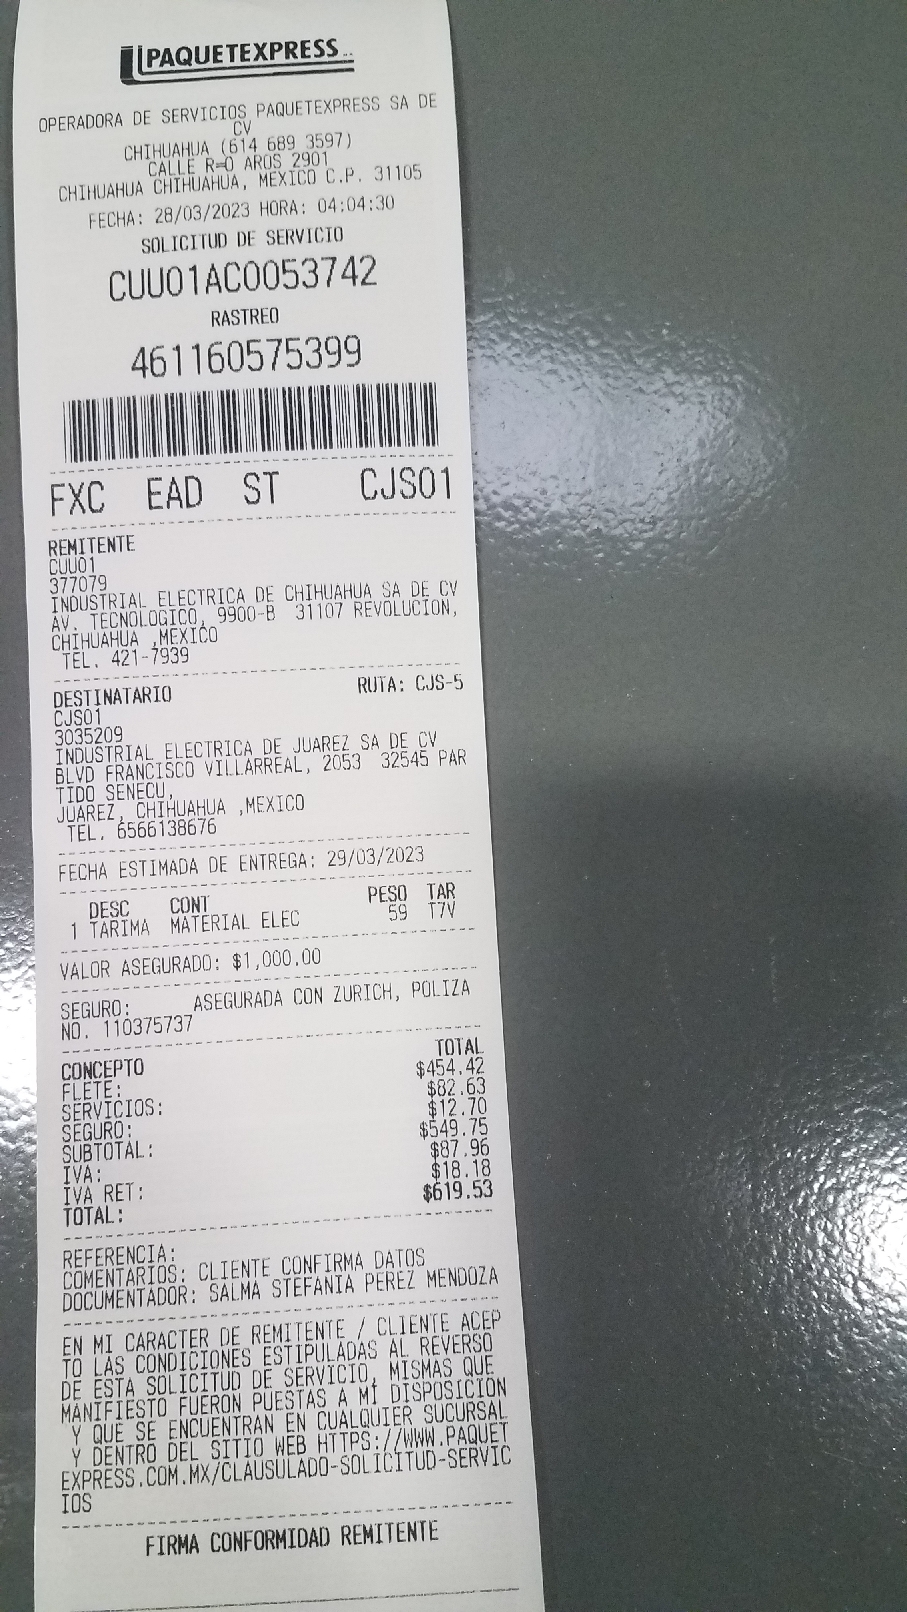 PAQUETEXPRESS
OPERADORA DE SERVICIOS PAQUETEXPRESS SA DE
CV
CHIHUAHUA (614 689 3597)
CALLE R=O AROS 2901
CHIHUAHUA CHIHUAHUA, MEXICO C.P. 31105
FECHA: 28/03/2023 HORA: 04:04:30
SOLICITUD DE SERVICIO
CUU01AC0053742
RASTREO
461160575399
FXC EAD ST CJS01
REMITENTE
CUU01
377079
INDUSTRIAL ELECTRICA DE CHIHUAHUA SA DE CV
AV. TECNOLOGICO, 9900-B 31107 REVOLUCION,
CHIHUAHUA ,MEXICO
TEL. 421-7939
DESTINATARIO RUTA: CJS-5
CJS01
3035209
INDUSTRIAL ELECTRICA DE JUAREZ SA DE CV
BLVD FRANCISCO VILLARREAL, 2053 32545 PAR
TIDO SENECU,
JUAREZ, CHIHUAHUA ,MEXICO
TEL. 6566138676
FECHA ESTIMADA DE ENTREGA: 29/03/2023
DESC CONT PESO TAR
1 TARIMA MATERIAL ELEC 59 T7V
VALOR ASEGURADO: $1,000.00
SEGURO: ASEGURADA CON ZURICH, POLIZA
NO. 110375737
CONCEPTO TOTAL
FLETE: $454.42
SERVICIOS: $82.63
SEGURO: $12.70
SUBTOTAL: $549.75
IVA: $87.96
IVA RET: $18.18
TOTAL: $619.53
REFERENCIA:
COMENTARIOS: CLIENTE CONFIRMA DATOS
DOCUMENTADOR: SALMA STEFANIA PEREZ MENDOZA
EN MI CARACTER DE REMITENTE / CLIENTE ACEP
TO LAS CONDICIONES ESTIPULADAS AL REVERSO
DE ESTA SOLICITUD DE SERVICIO, MISMAS QUE
MANIFIESTO FUERON PUESTAS A MI DISPOSICION
Y QUE SE ENCUENTRAN EN CUALQUIER SUCURSAL
Y DENTRO DEL SITIO WEB HTTPS://WWW.PAQUET
EXPRESS.COM.MX/CLAUSULADO-SOLICITUD-SERVIC
IOS
FIRMA CONFORMIDAD REMITENTE